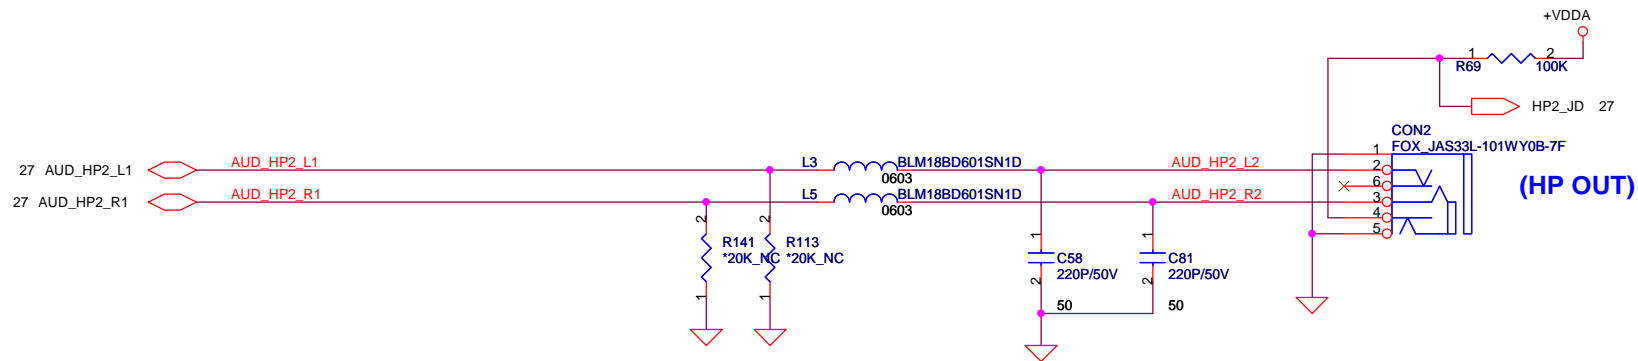 +VDDA
1 2
R69 100K
HP2_JD 27
CON2
FOX_JAS33L-101WY0B-7F
1
27 AUD_HP2_L1 AUD_HP2_L1 L3 BLM18BD601SN1D AUD_HP2_L2 2
0603
6 (HP OUT)
27 AUD_HP2_R1 AUD_HP2_R1 L5 BLM18BD601SN1D AUD_HP2_R2 3
0603
4
5
2 2 1 1
R141 R113 C58 C81
*20K_NC *20K_NC 220P/50V 220P/50V
1 1 2 2
50 50